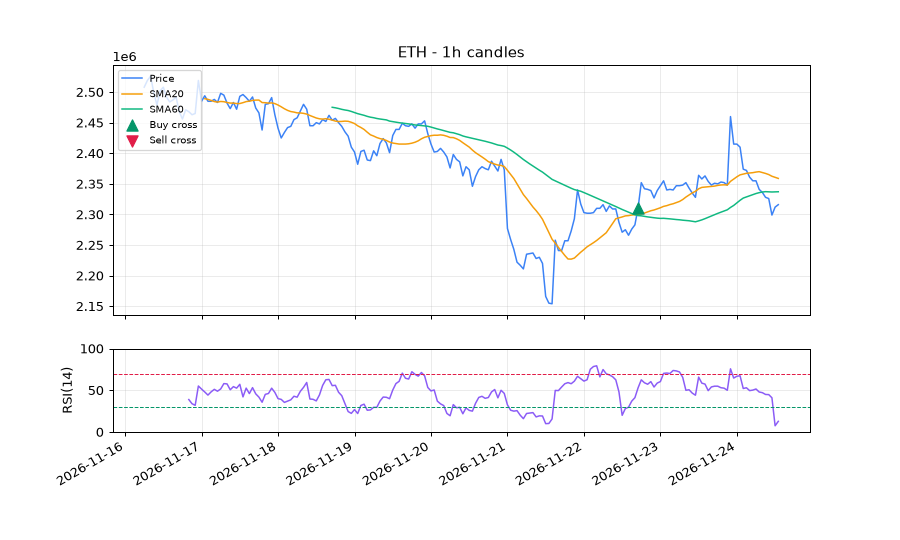 ETH - 1h candles
1e6
2.50
2.45
2.40
2.35
2.30
2.25
2.20
2.15
Price
SMA20
SMA60
Buy cross
Sell cross
RSI(14)
100
50
0
2026-11-16
2026-11-17
2026-11-18
2026-11-19
2026-11-20
2026-11-21
2026-11-22
2026-11-23
2026-11-24